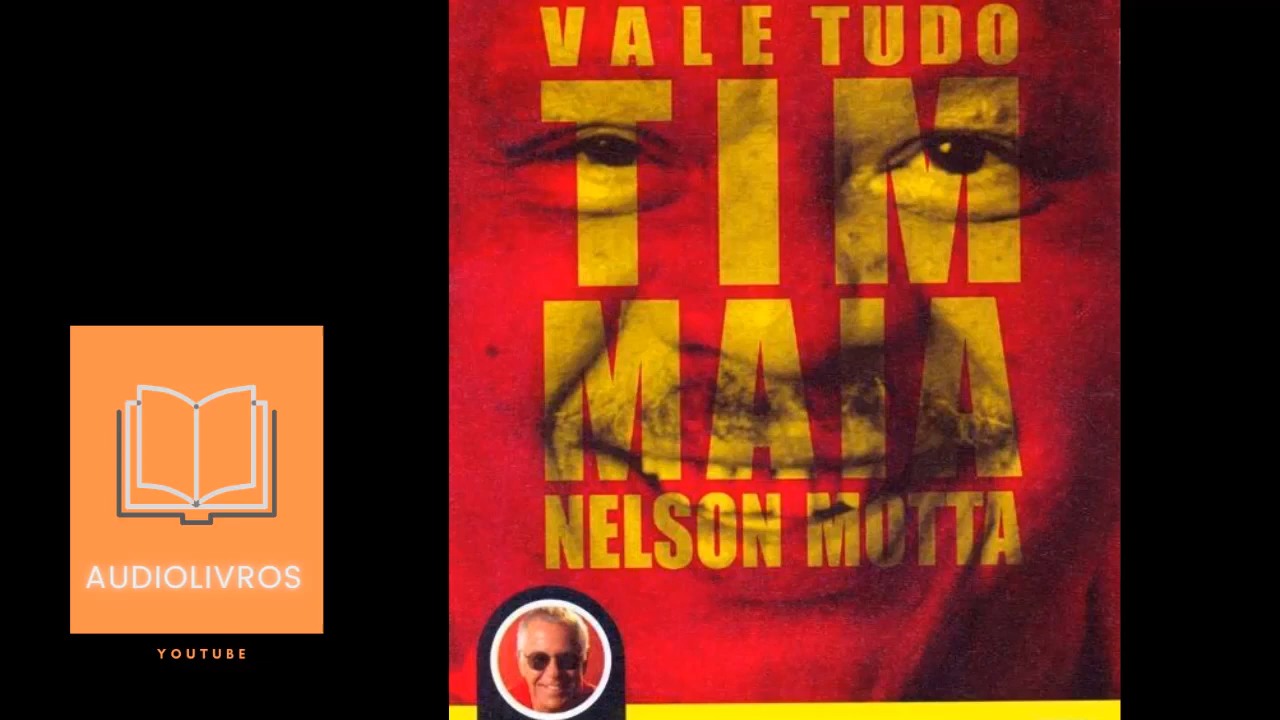 VALE TUDO
TIM
MAIA
NELSON MOTTA
AUDIOLIVROS
YOUTUBE